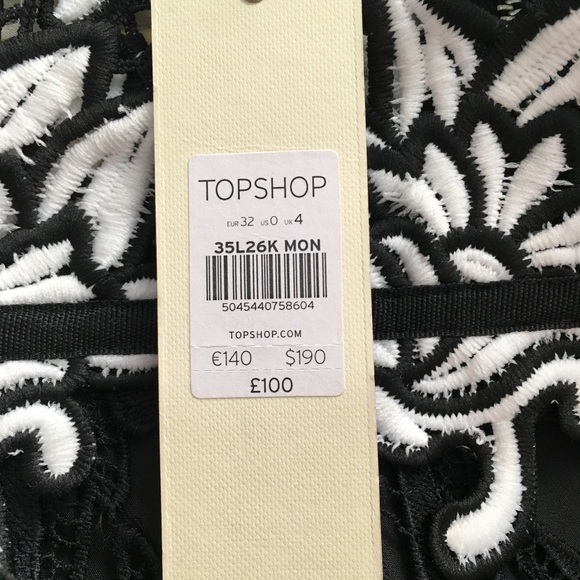 TOPSHOP
EUR 32 US 0 UK 4
35L26K MON
5045440758604
TOPSHOP.COM
€140 $190
£100